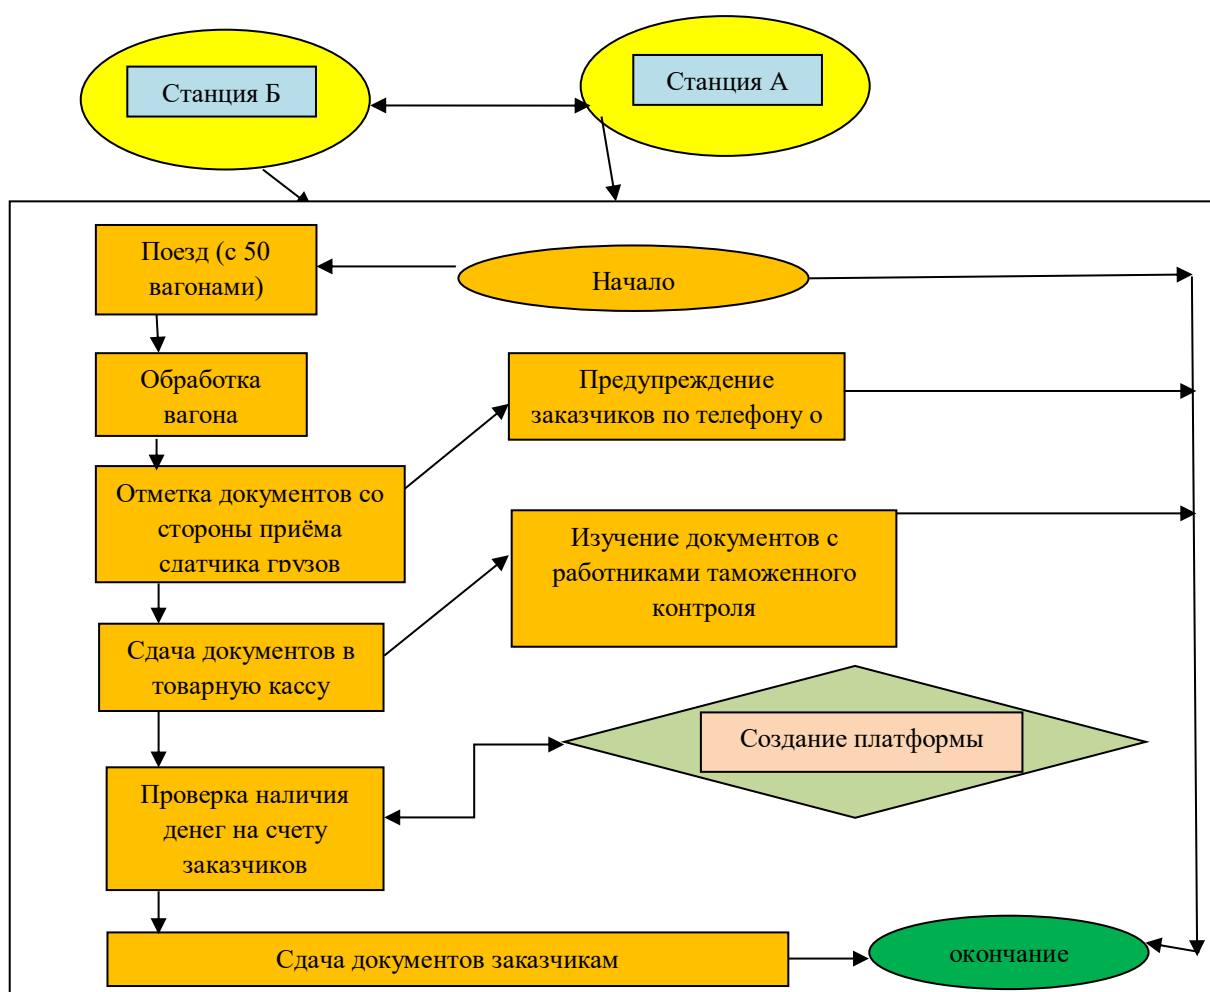 Станция Б
Станция А
Поезд (с 50
вагонами)
Начало
Обработка
вагона
Предупреждение
заказчиков по телефону о
Отметка документов со
стороны приёма
сдатчика грузов
Изучение документов с
работниками таможенного
контроля
Сдача документов в
товарную кассу
Создание платформы
Проверка наличия
денег на счету
заказчиков
Сдача документов заказчикам
окончание